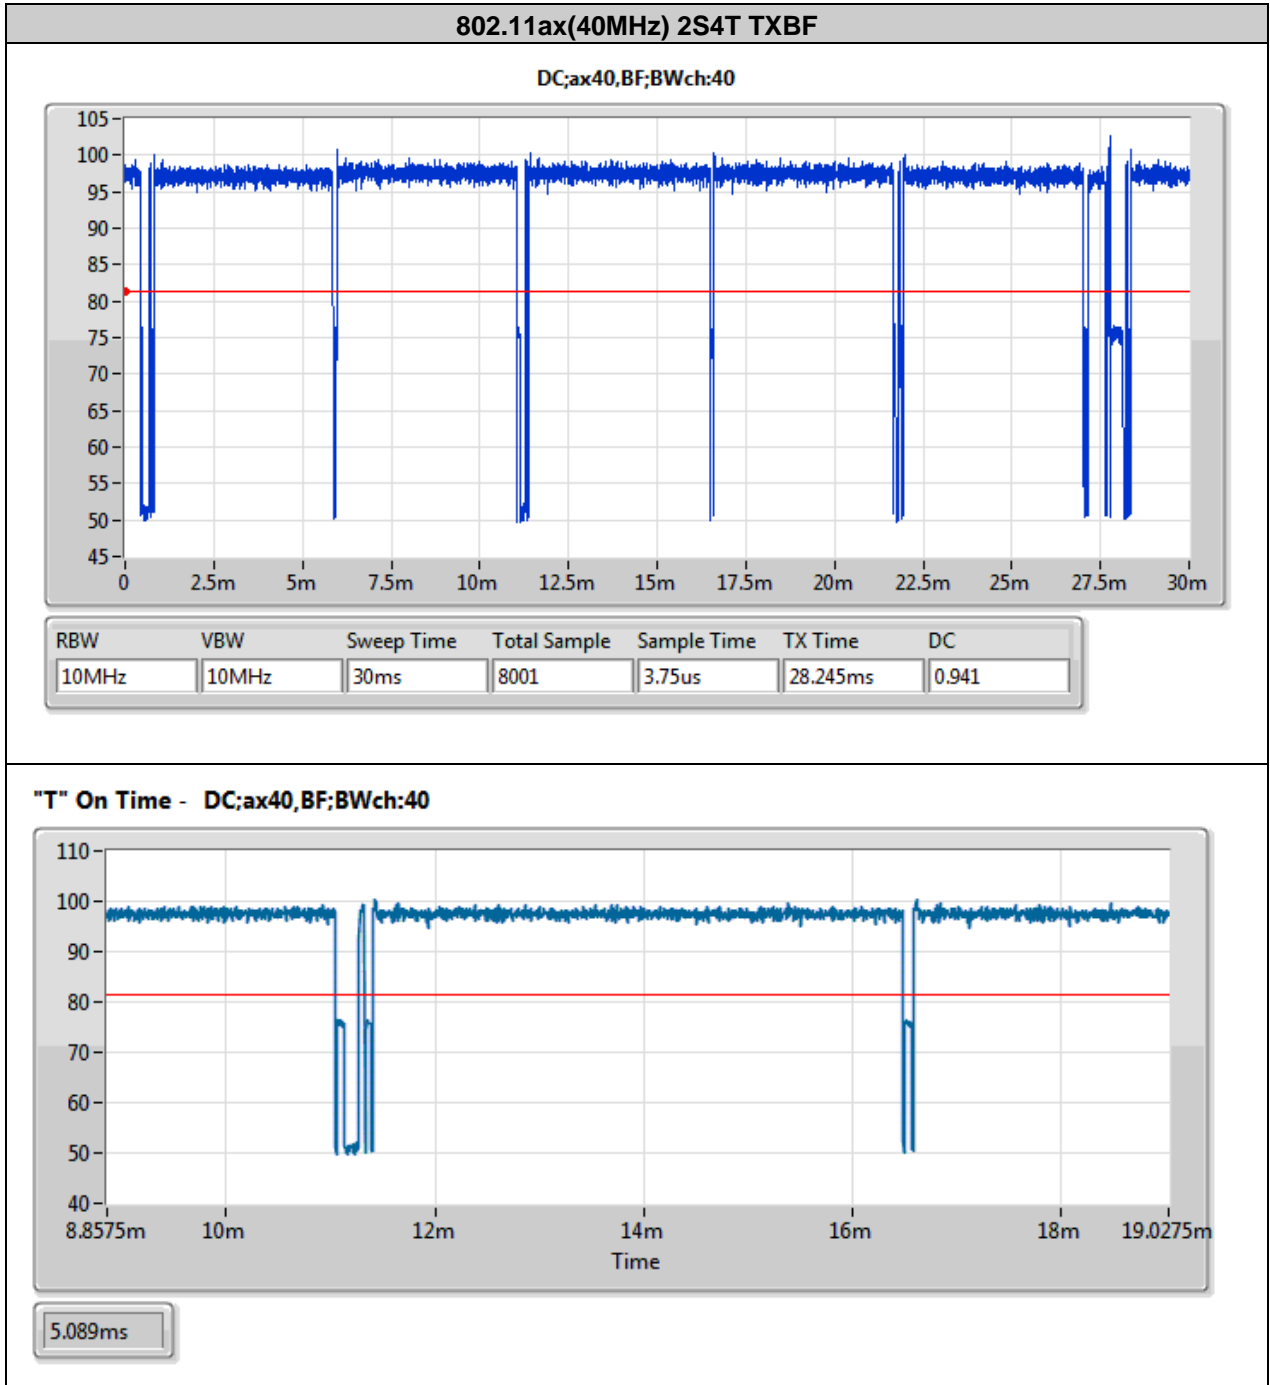 802.11ax(40MHz) 2S4T TXBF
DC;ax40,BF;BWch:40
105
100
95
90
85
80
75
70
65
60
55
50
45
0 2.5m 5m 7.5m 10m 12.5m 15m 17.5m 20m 22.5m 25m 27.5m 30m
RBW VBW Sweep Time Total Sample Sample Time TX Time DC
10MHz 10MHz 30ms 8001 3.75us 28.245ms 0.941
"T" On Time - DC;ax40,BF;BWch:40
110
100
90
80
70
60
50
40
8.8575m 10m 12m 14m 16m 18m 19.0275m
Time
5.089ms